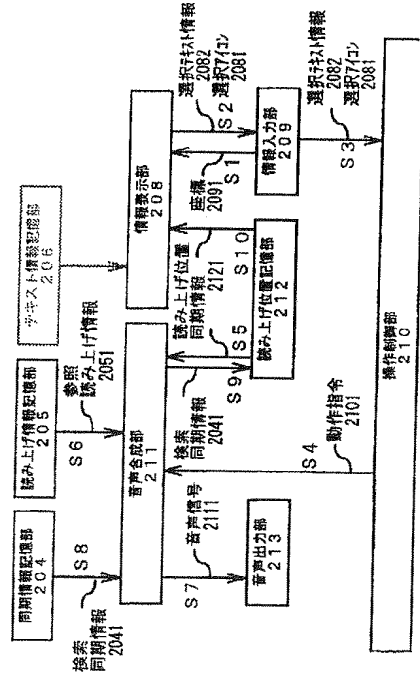 同期情報記憶部
204
読み上げ情報記憶部
205
テキスト情報記憶部
206
S8
検索
同期情報
2041
S6
参照
読み上げ情報
2051
音声合成部
211
情報表示部
208
S7
音声信号
2111
S9
検索
同期情報
2041
S5
読み上げ位置
同期情報
2121
S10
座標
2091
S1
S2
選択テキスト情報
2082
選択アイコン
2081
音声出力部
213
S4
動作指令
2101
読み上げ位置記憶部
212
情報入力部
209
S3
選択テキスト情報
2082
選択アイコン
2081
操作制御部
210